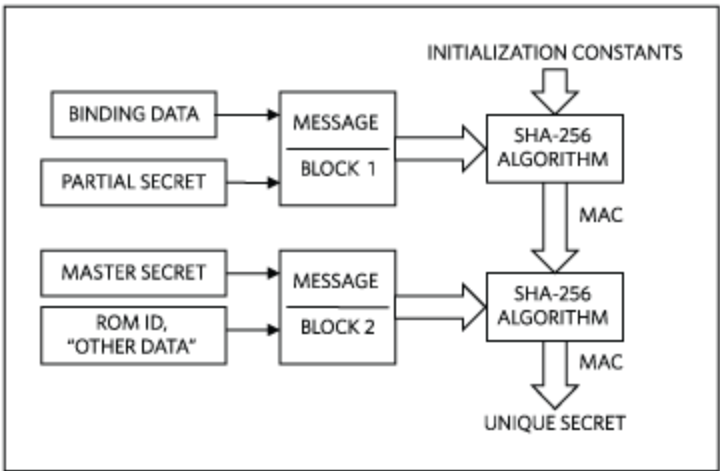 INITIALIZATION CONSTANTS
BINDING DATA
MESSAGE
BLOCK 1
SHA-256
ALGORITHM
PARTIAL SECRET
MAC
MASTER SECRET
MESSAGE
BLOCK 2
SHA-256
ALGORITHM
ROM ID,
“OTHER DATA”
MAC
UNIQUE SECRET